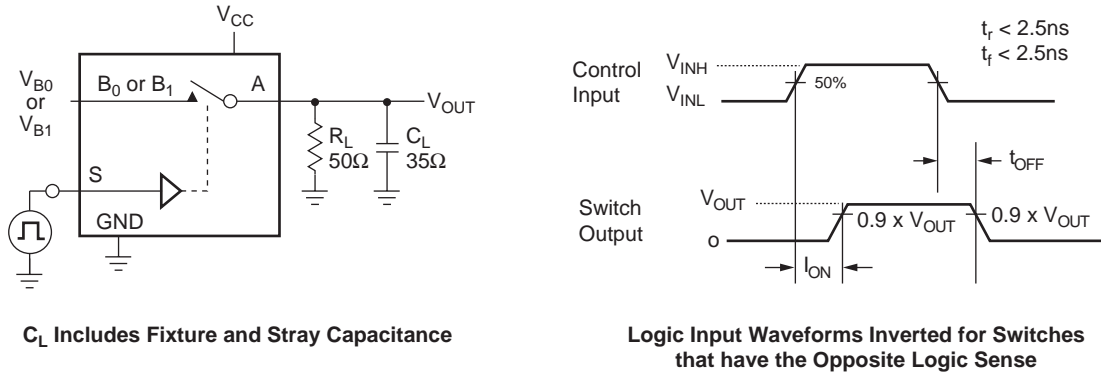 V_CC
V_B0
or
V_B1
B_0 or B_1
A
V_OUT
R_L
50Ω
C_L
35Ω
S
GND
C_L Includes Fixture and Stray Capacitance
t_r < 2.5ns
t_f < 2.5ns
Control
Input
V_INH
V_INL
50%
t_OFF
Switch
Output
V_OUT
o
0.9 x V_OUT
0.9 x V_OUT
I_ON
Logic Input Waveforms Inverted for Switches
that have the Opposite Logic Sense